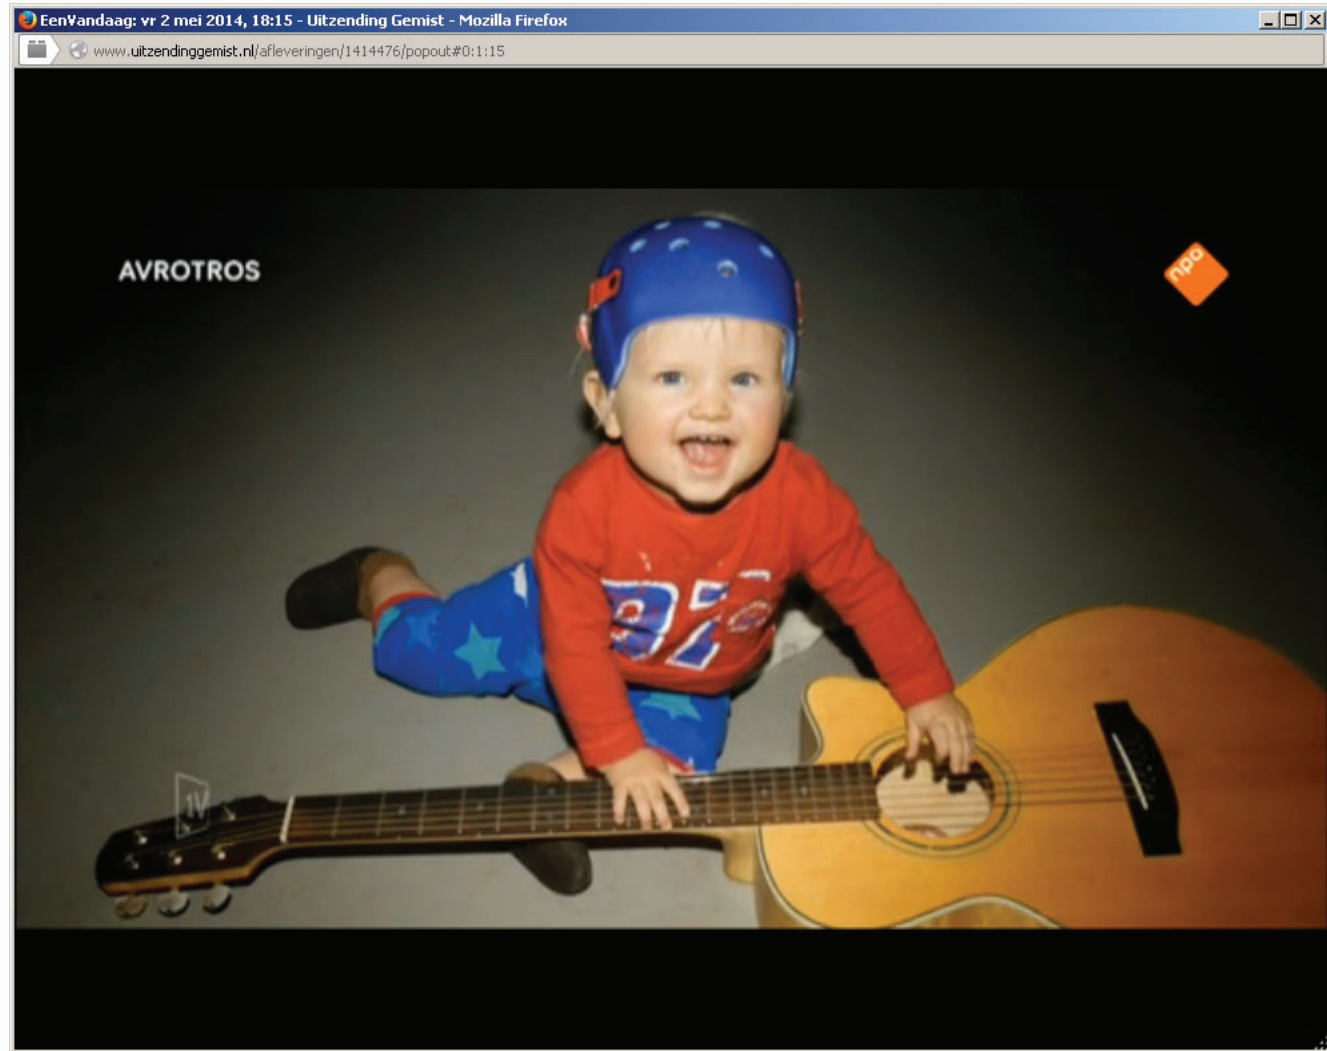 EenVandaag: vr 2 mei 2014, 18:15 - Uitzending Gemist - Mozilla Firefox
www.uitzendinggemist.nl/afleveringen/1414476/popout#0:1:15
AVROTROS
npo
1V